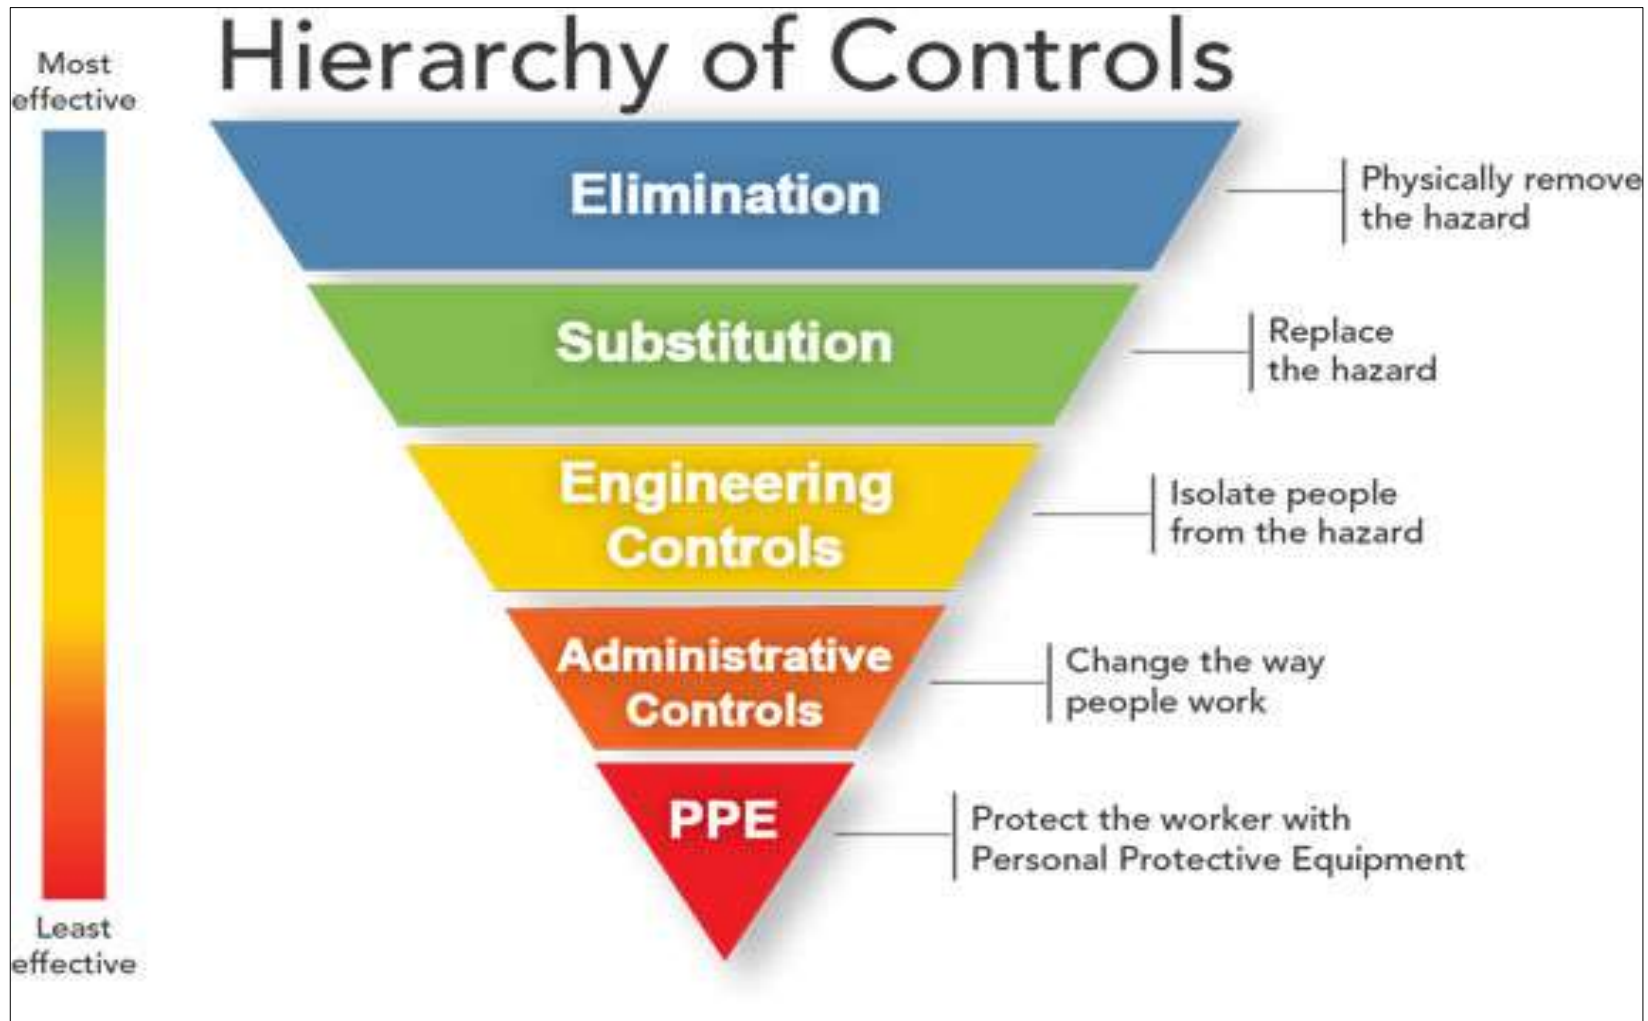 Hierarchy of Controls
Most
effective
Elimination
Physically remove
the hazard
Substitution
Replace
the hazard
Engineering
Controls
Isolate people
from the hazard
Administrative
Controls
Change the way
people work
PPE
Protect the worker with
Personal Protective Equipment
Least
effective